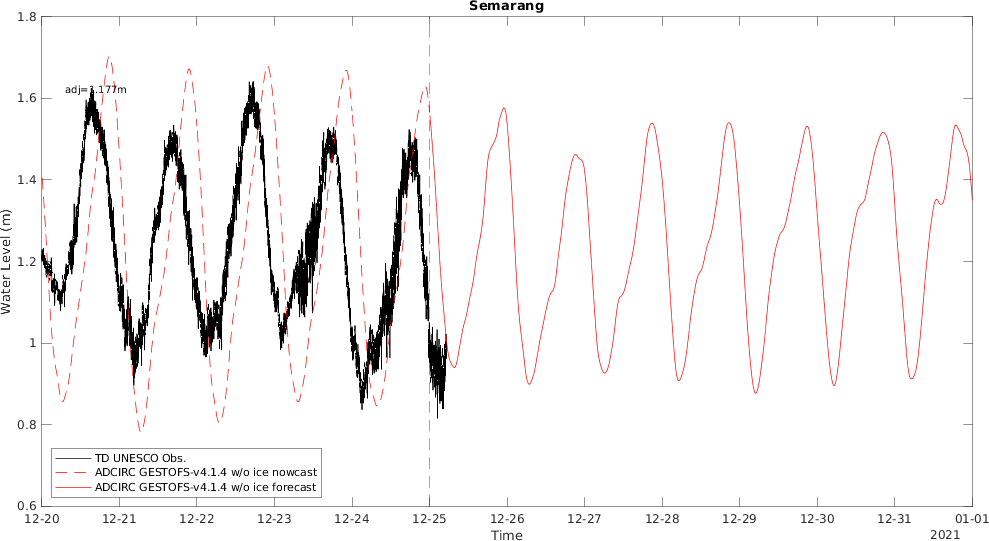 Semarang
1.8
1.6
1.4
1.2
1
0.8
0.6
Water Level (m)
adj=1.177m
TD UNESCO Obs.
ADCIRC GESTOFS-v4.1.4 w/o ice nowcast
ADCIRC GESTOFS-v4.1.4 w/o ice forecast
12-20 12-21 12-22 12-23 12-24 12-25 12-26 12-27 12-28 12-29 12-30 12-31 01-01
Time
2021